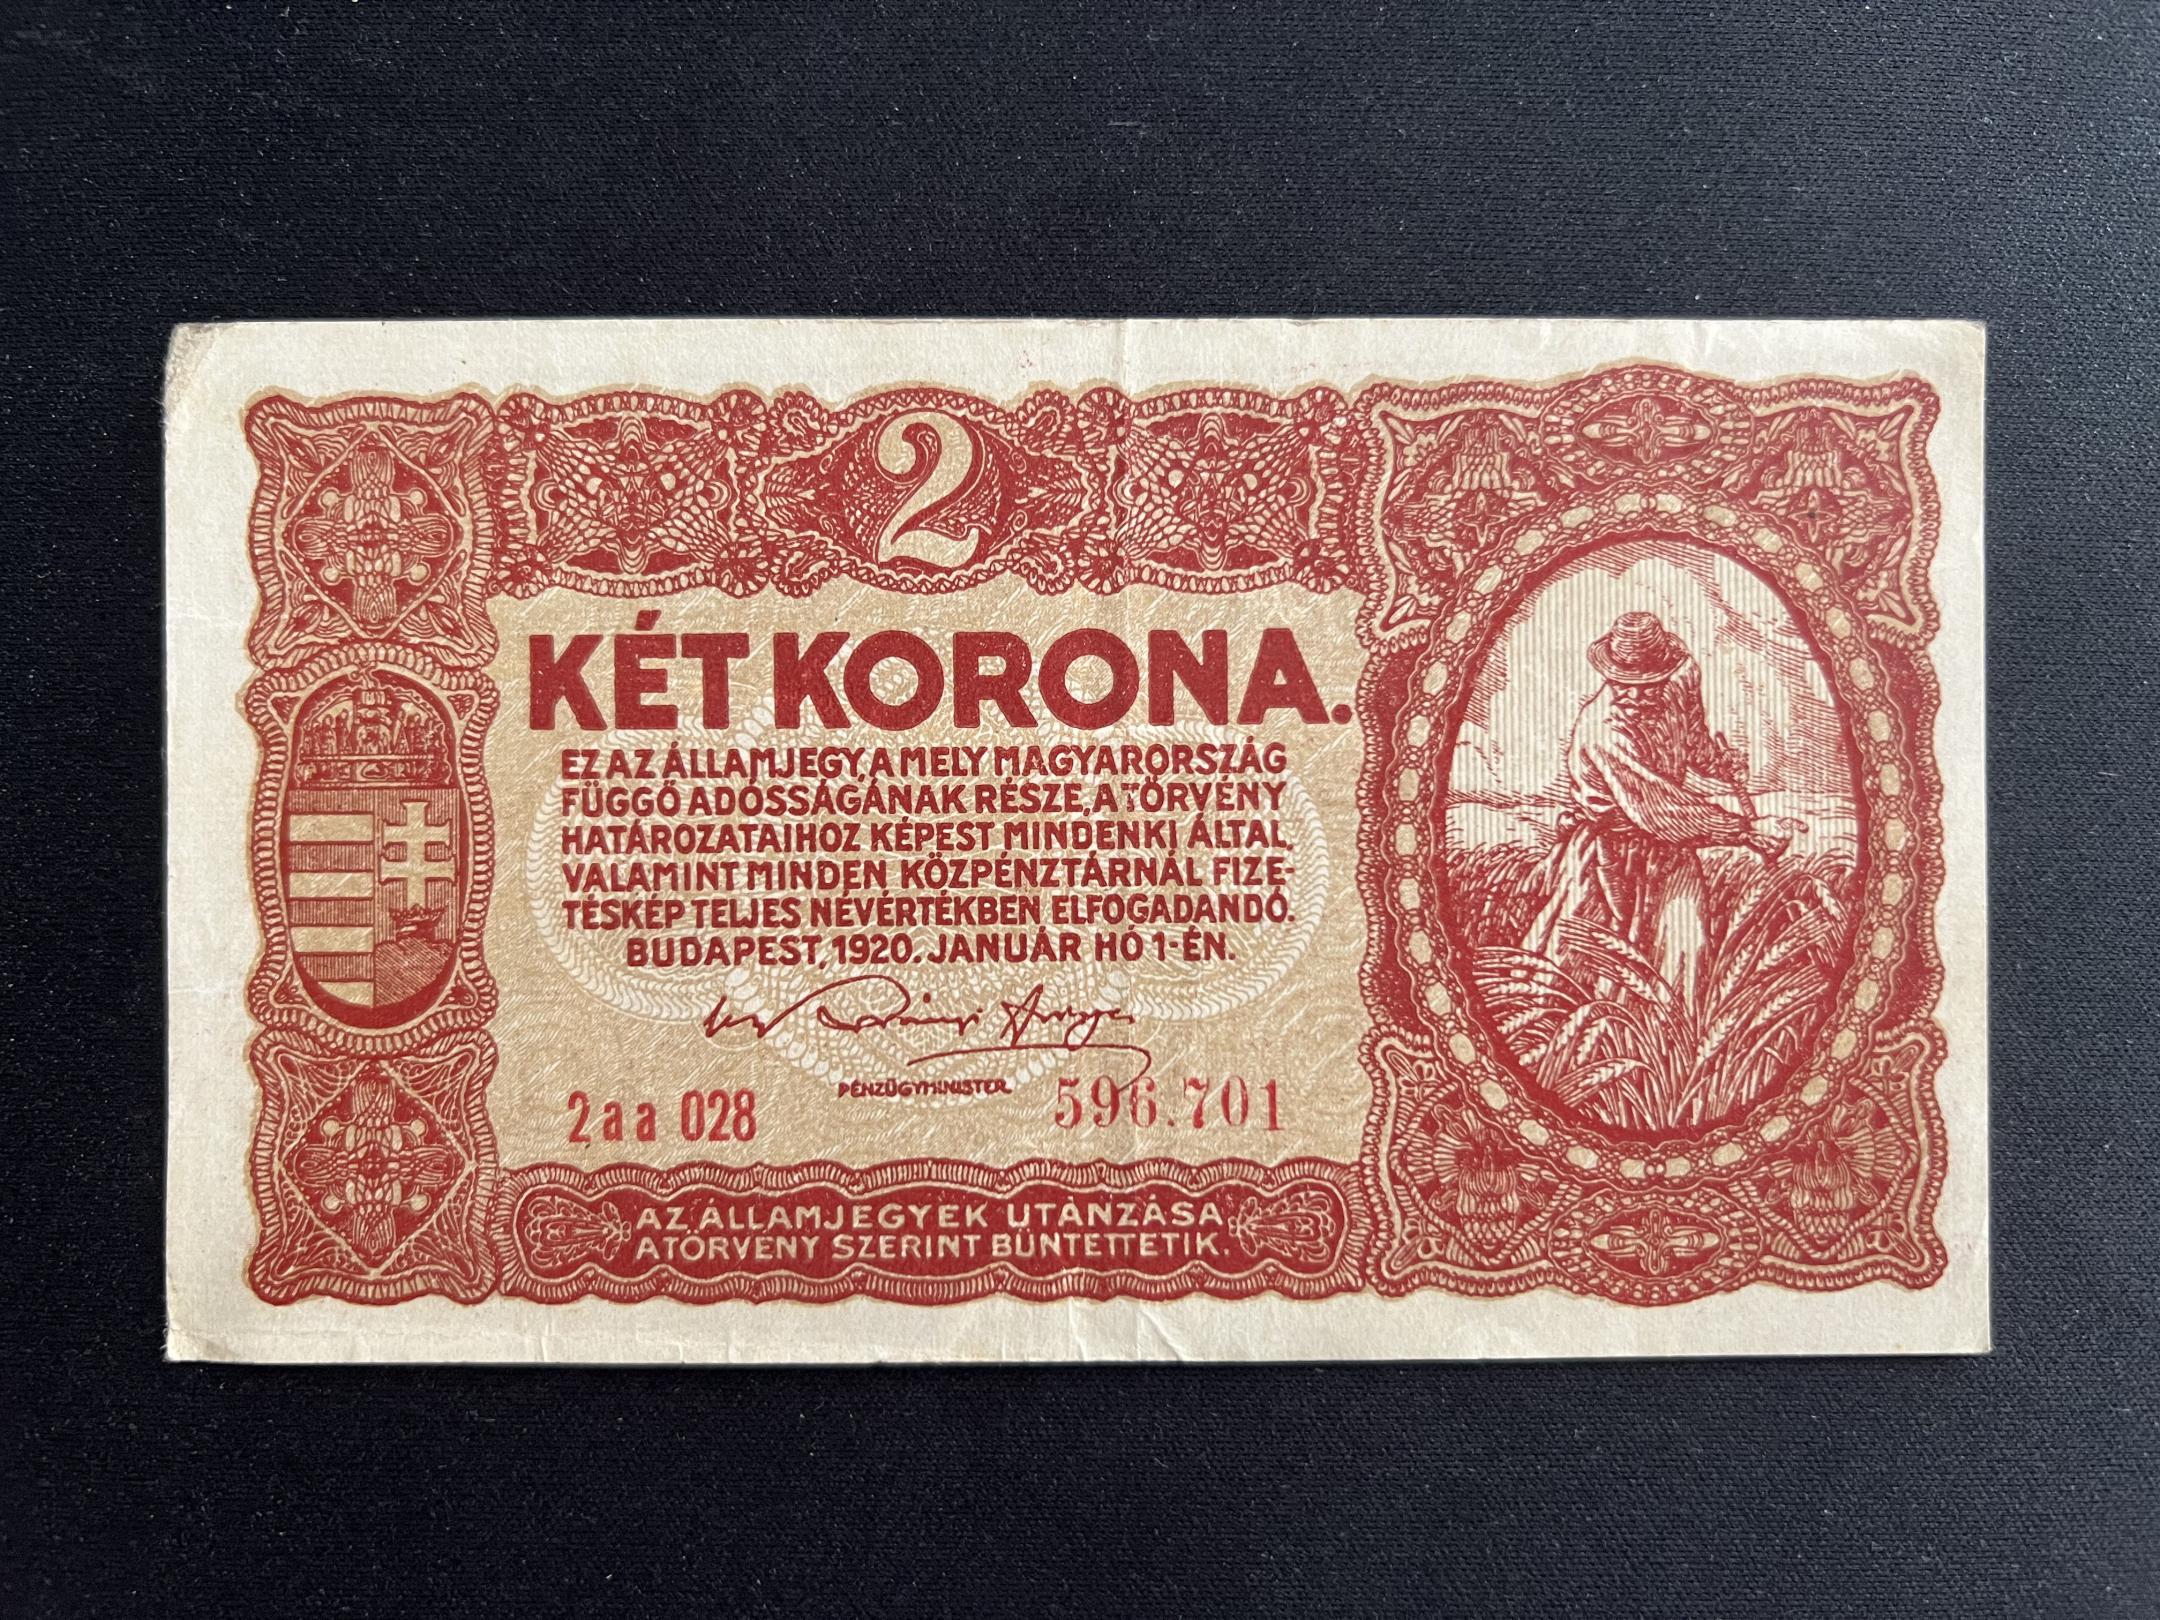 2
KÉT KORONA.
EZ AZ ÁLLAMJEGY, AMELY MAGYARORSZÁG
FÜGGŐ ADÓSSÁGÁNAK RÉSZE, A TÖRVÉNY
HATÁROZATAIHOZ KÉPEST MINDENKI ÁLTAL,
VALAMINT MINDEN KÖZPÉNZTÁRNÁL FIZE-
TÉSKÉP TELJES NÉVÉRTÉKBEN ELFOGADANDÓ.
BUDAPEST, 1920. JANUÁR HÓ 1-ÉN.
PÉNZÜGYMINISTER
2aa 028 596.701
AZ ÁLLAMJEGYEK UTÁNZÁSA
A TÖRVÉNY SZERINT BÜNTETTETIK.